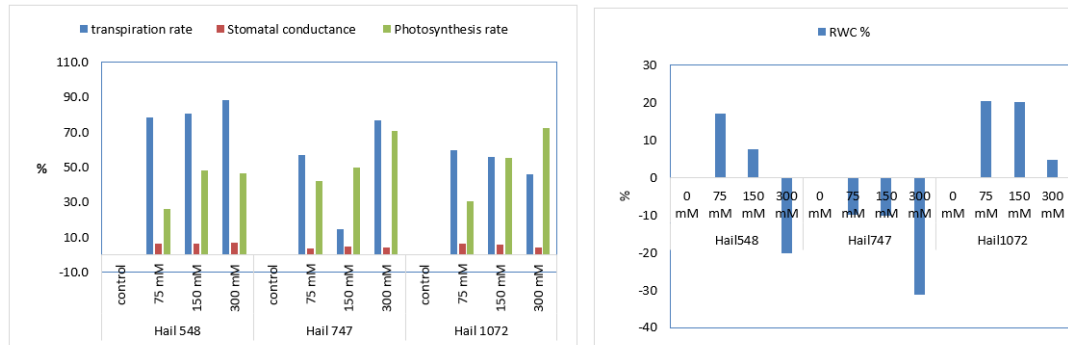 transpiration rate Stomatal conductance Photosynthesis rate
110.0
90.0
70.0
50.0
30.0
10.0
-10.0
%
control 75 mM 150 mM 300 mM control 75 mM 150 mM 300 mM control 75 mM 150 mM 300 mM
Hail 548 Hail 747 Hail 1072
RWC %
30
20
10
0
-10
-20
-30
-40
%
0 75 150 300 0 75 150 300 0 75 150 300
mM mM mM mM mM mM mM mM mM mM mM mM
Hail548 Hail747 Hail1072